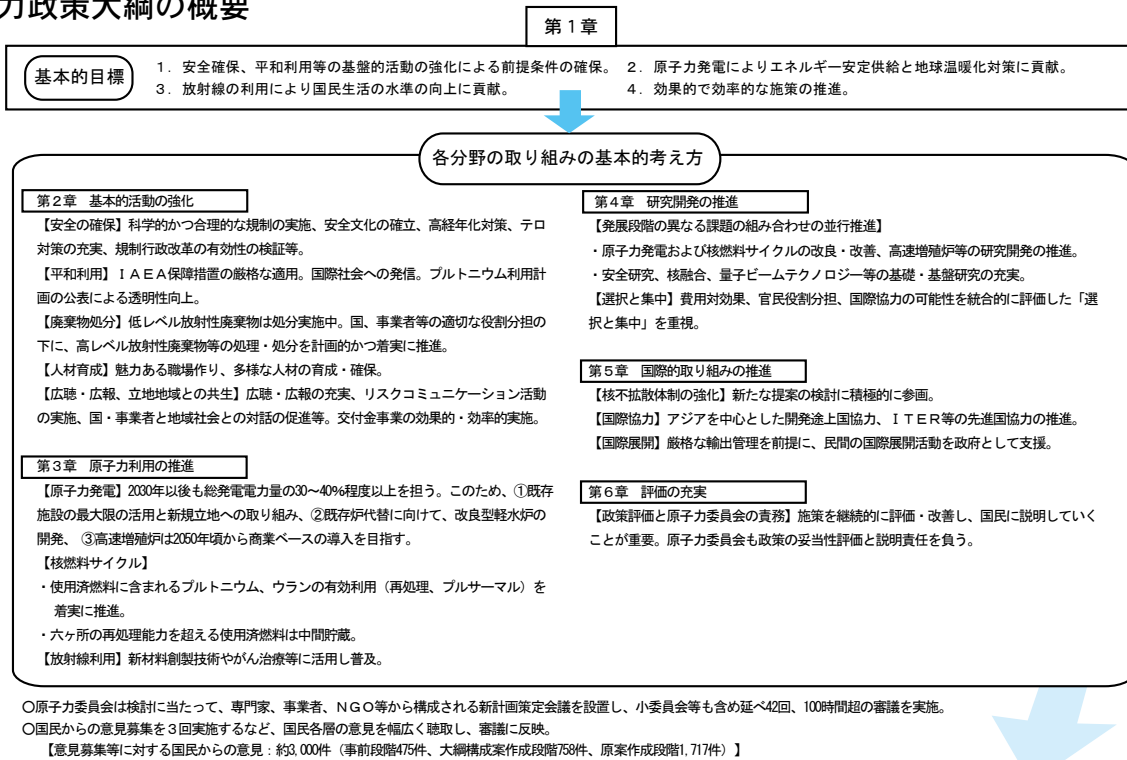 力政策大綱の概要
第1章
基本的目標
1. 安全確保、平和利用等の基盤的活動の強化による前提条件の確保。 2. 原子力発電によりエネルギー安定供給と地球温暖化対策に貢献。
3. 放射線の利用により国民生活の水準の向上に貢献。 4. 効果的で効率的な施策の推進。
各分野の取り組みの基本的考え方
第2章 基本的活動の強化
【安全の確保】科学的かつ合理的な規制の実施、安全文化の確立、高経年化対策、テロ
対策の充実、規制行政改革の有効性の検証等。
【平和利用】IAEA保障措置の厳格な適用。国際社会への発信。プルトニウム利用計
画の公表による透明性向上。
【廃棄物処分】低レベル放射性廃棄物は処分実施中。国、事業者等の適切な役割分担の
下に、高レベル放射性廃棄物等の処理・処分を計画的かつ着実に推進。
【人材育成】魅力ある職場作り、多様な人材の育成・確保。
【広聴・広報、立地地域との共生】広聴・広報の充実、リスクコミュニケーション活動
の実施、国・事業者と地域社会との対話の促進等。交付金事業の効果的・効率的実施。
第3章 原子力利用の推進
【原子力発電】2030年以後も総発電電力量の30～40%程度以上を担う。このため、①既存
施設の最大限の活用と新規立地への取り組み、②既存炉代替に向けて、改良型軽水炉の
開発、 ③高速増殖炉は2050年頃から商業ベースの導入を目指す。
【核燃料サイクル】
・使用済燃料に含まれるプルトニウム、ウランの有効利用（再処理、プルサーマル）を
着実に推進。
・六ヶ所の再処理能力を超える使用済燃料は中間貯蔵。
【放射線利用】新材料創製技術やがん治療等に活用し普及。
第4章 研究開発の推進
【発展段階の異なる課題の組み合わせの並行推進】
・原子力発電および核燃料サイクルの改良・改善、高速増殖炉等の研究開発の推進。
・安全研究、核融合、量子ビームテクノロジー等の基礎・基盤研究の充実。
【選択と集中】費用対効果、官民役割分担、国際協力の可能性を統合的に評価した「選
択と集中」を重視。
第5章 国際的取り組みの推進
【核不拡散体制の強化】新たな提案の検討に積極的に参画。
【国際協力】アジアを中心とした開発途上国協力、ITER等の先進国協力の推進。
【国際展開】厳格な輸出管理を前提に、民間の国際展開活動を政府として支援。
第6章 評価の充実
【政策評価と原子力委員会の責務】施策を継続的に評価・改善し、国民に説明していく
ことが重要。原子力委員会も政策の妥当性評価と説明責任を負う。
○原子力委員会は検討に当たって、専門家、事業者、NGO等から構成される新計画策定会議を設置し、小委員会等も含め延べ42回、100時間超の審議を実施。
○国民からの意見募集を3回実施するなど、国民各層の意見を幅広く聴取し、審議に反映。
【意見募集等に対する国民からの意見：約3,000件（事前段階475件、大綱構成案作成段階758件、原案作成段階1,717件）】